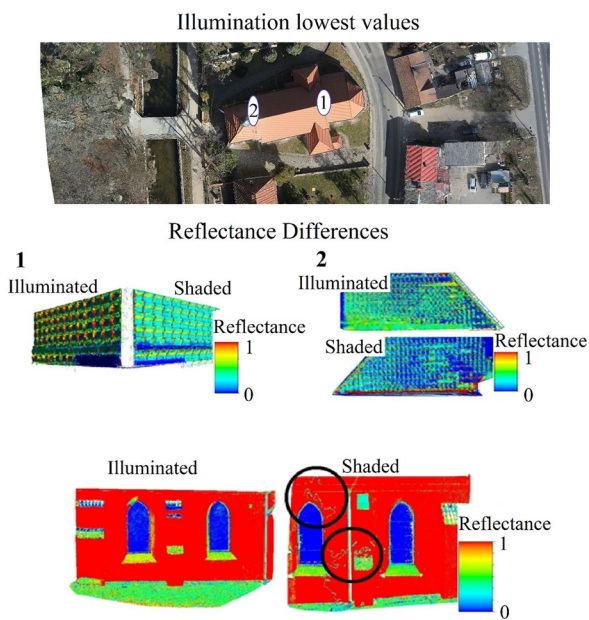 Illumination lowest values
1
2
Reflectance Differences
1
Illuminated
Shaded
Reflectance
1
0
2
Illuminated
Shaded
Reflectance
1
0
Illuminated
Shaded
Reflectance
1
0